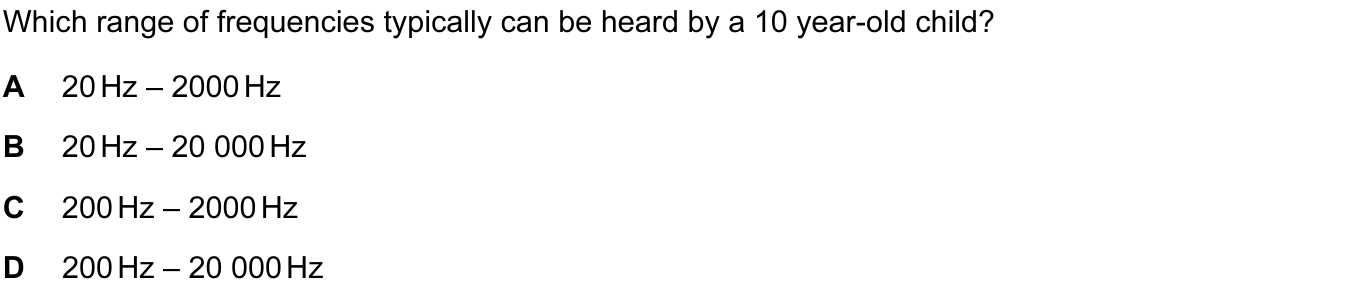 Which range of frequencies typically can be heard by a 10 year-old child?
A 20 Hz – 2000 Hz
B 20 Hz – 20 000 Hz
C 200 Hz – 2000 Hz
D 200 Hz – 20 000 Hz